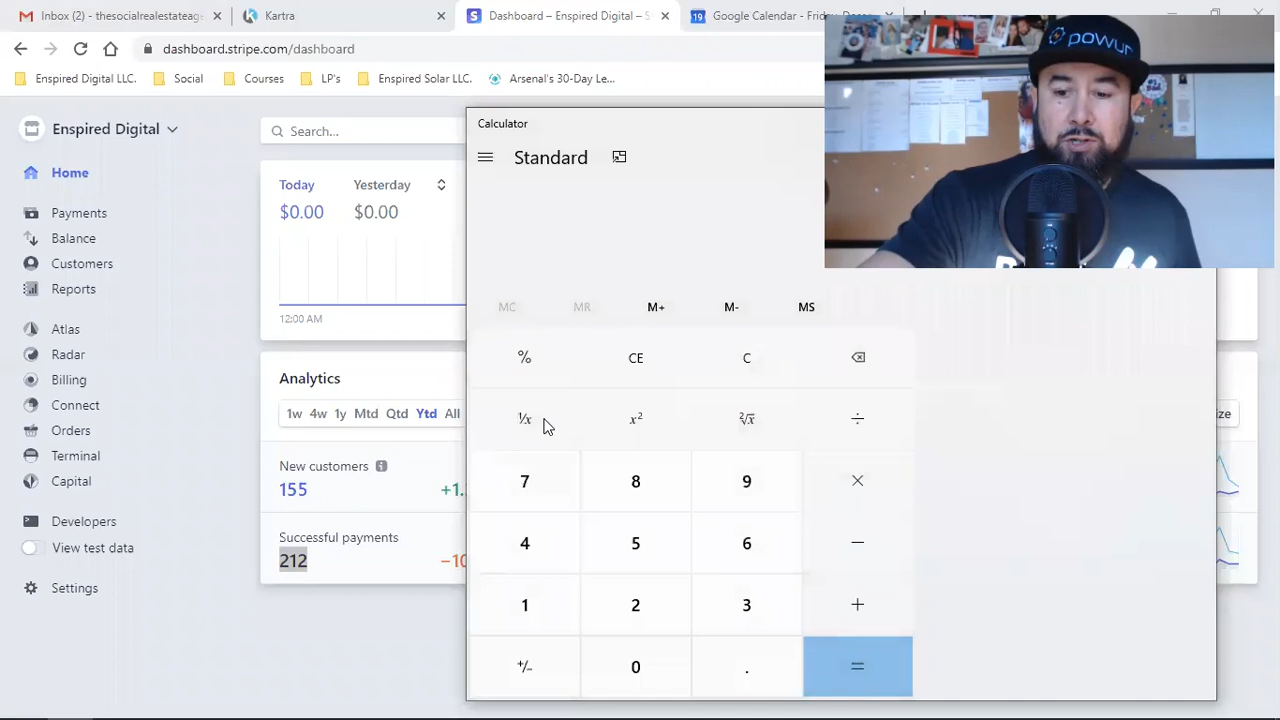 Inbox (2) - thesocialrealestateage
Kartra
Dashboard – Enspired Digital – S
Google Calendar - Friday, Dece
dashboard.stripe.com/dashboard
Enspired Digital LLC.
Social
Courses
LP's
Enspired Solar LLC.
Arsenal's 30-Day Le...
powur
Enspired Digital
Search...
Calculator
Standard
Home
Today
Yesterday
$0.00
$0.00
Payments
Balance
Customers
Reports
12:00 AM
MC
MR
M+
M-
MS
Atlas
Radar
Billing
Connect
Orders
Terminal
Capital
Developers
View test data
Settings
Analytics
1w 4w 1y Mtd Qtd Ytd All
New customers
155
+1.
Successful payments
212
−10
%
CE
C
⅟x
x²
²√x
÷
7
8
9
×
4
5
6
−
1
2
3
+
+/−
0
.
=